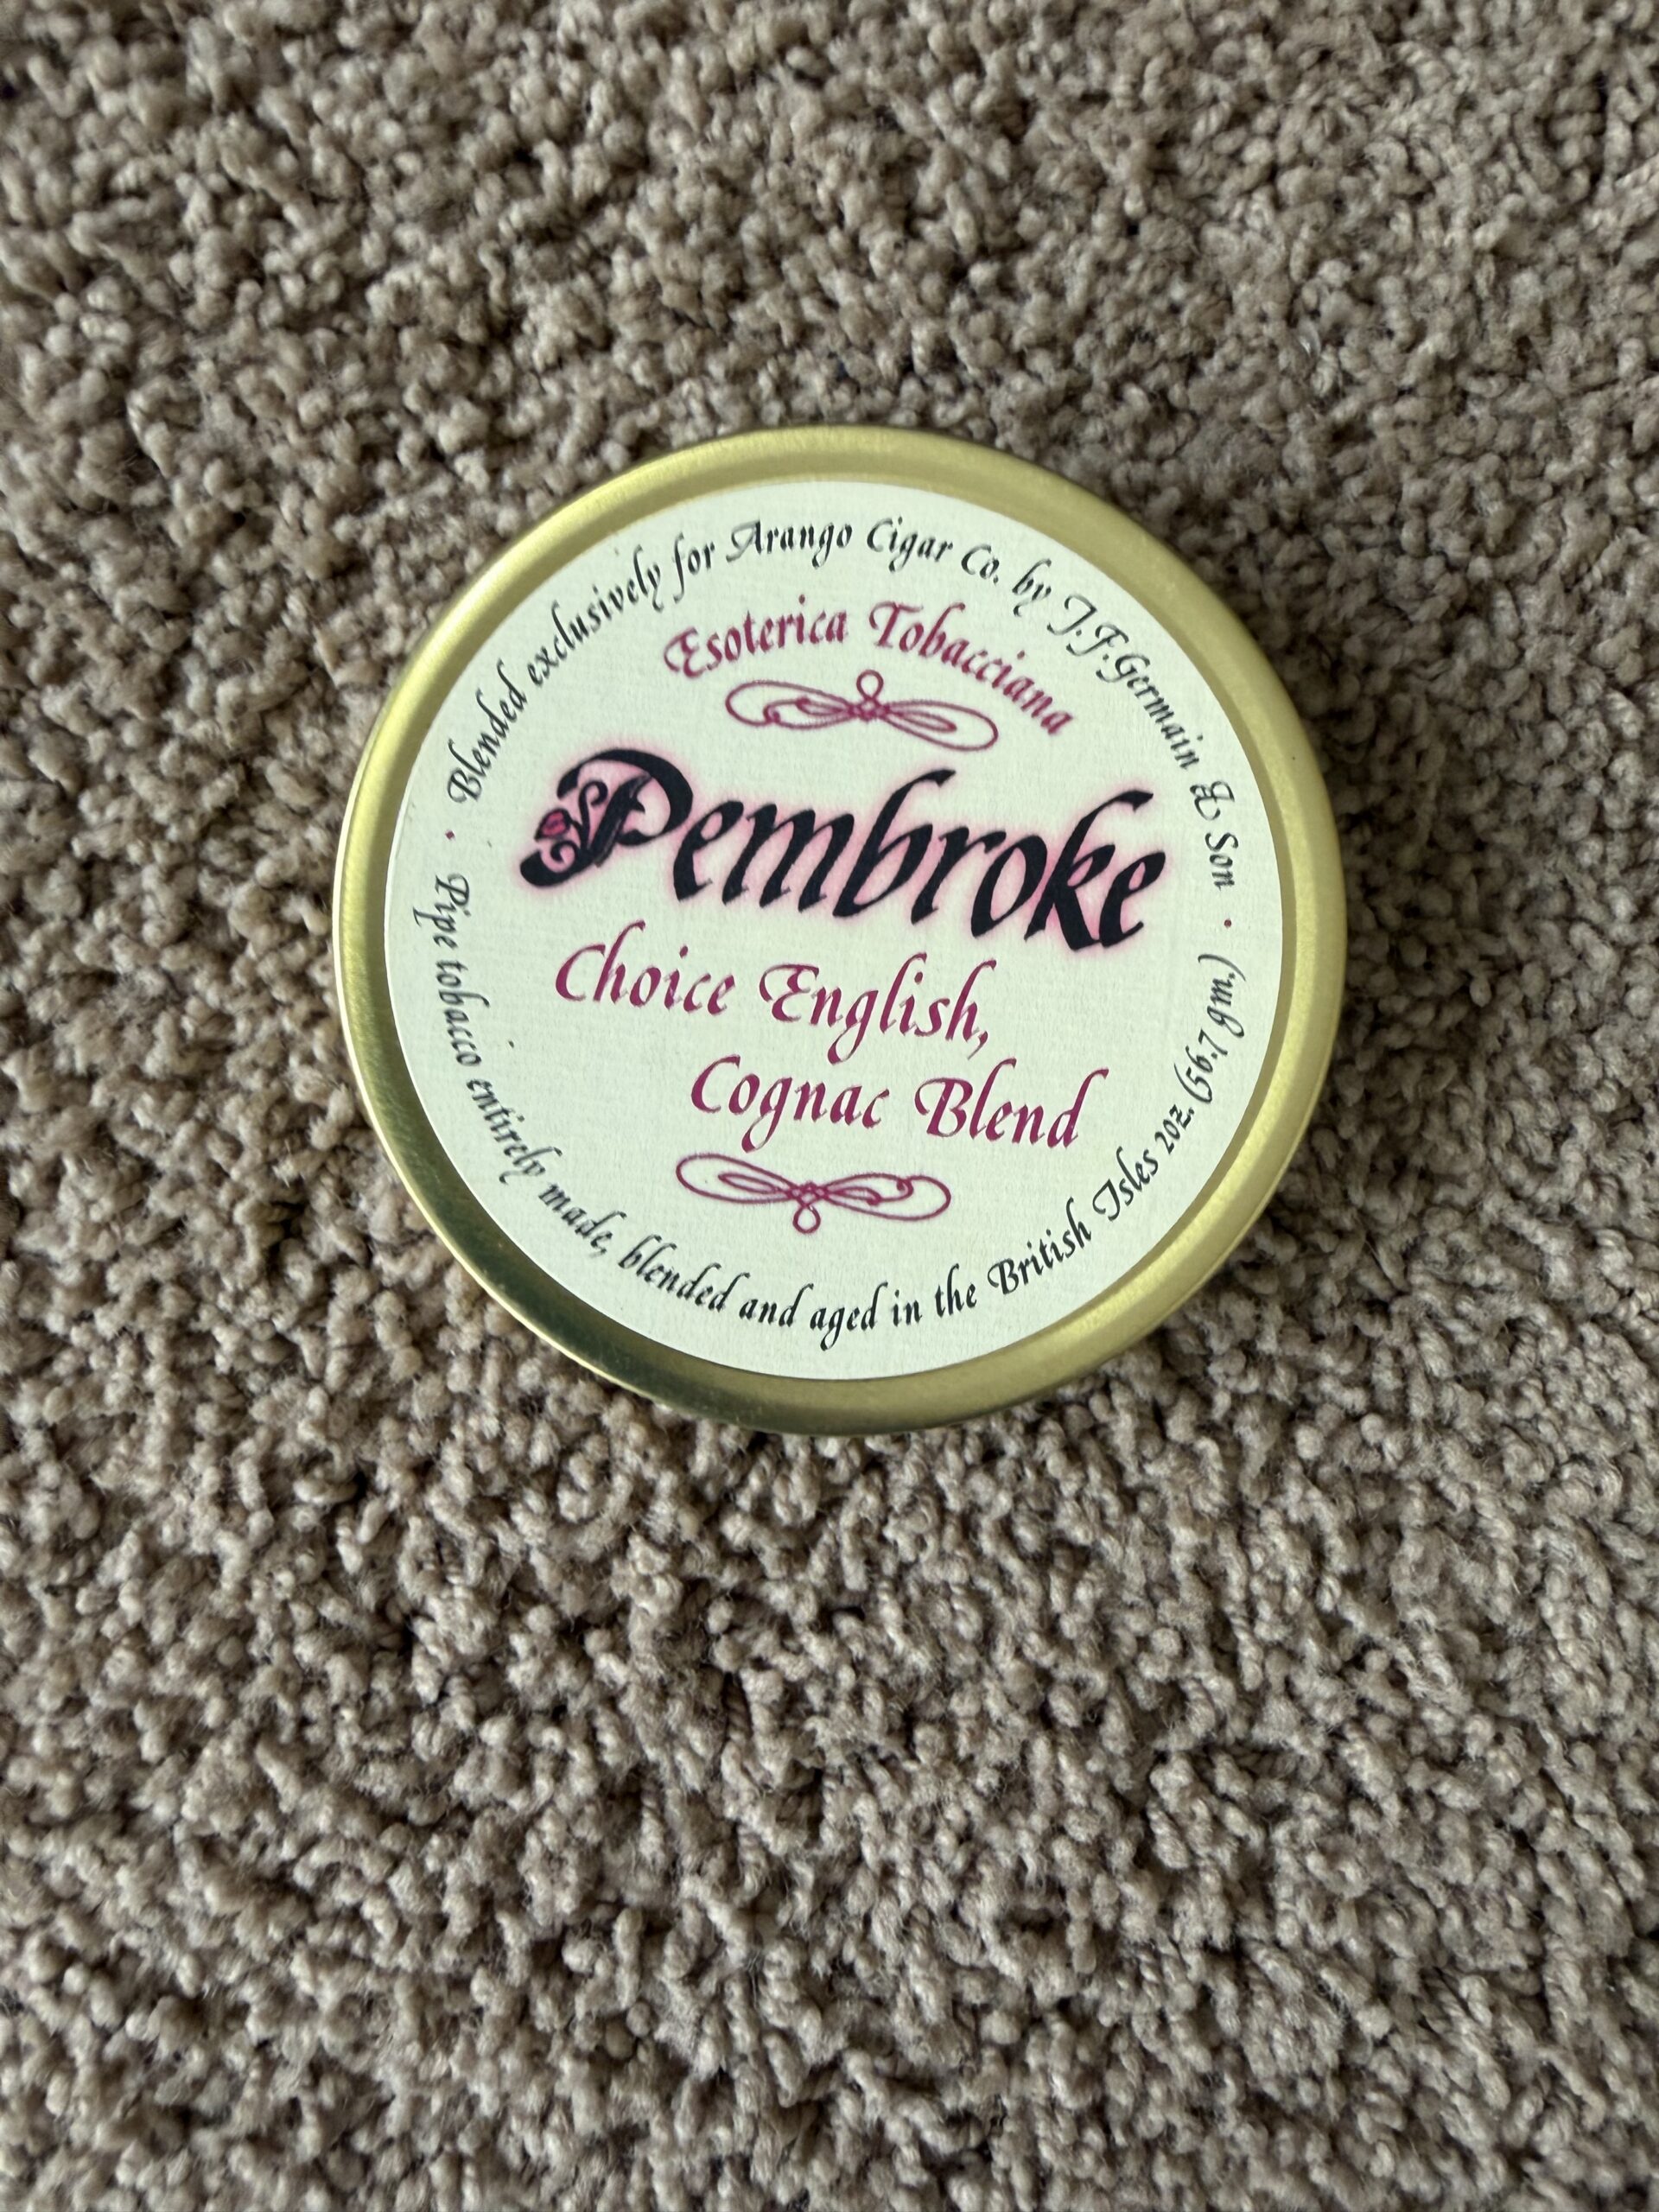 Blended exclusively for Arango Cigar Co. by J.F. Germain & Son
Esoterica Tobacciana
Pembroke
Choice English,
Cognac Blend
Pipe tobacco entirely made, blended and aged in the British Isles 2oz. (56.7 gm.)